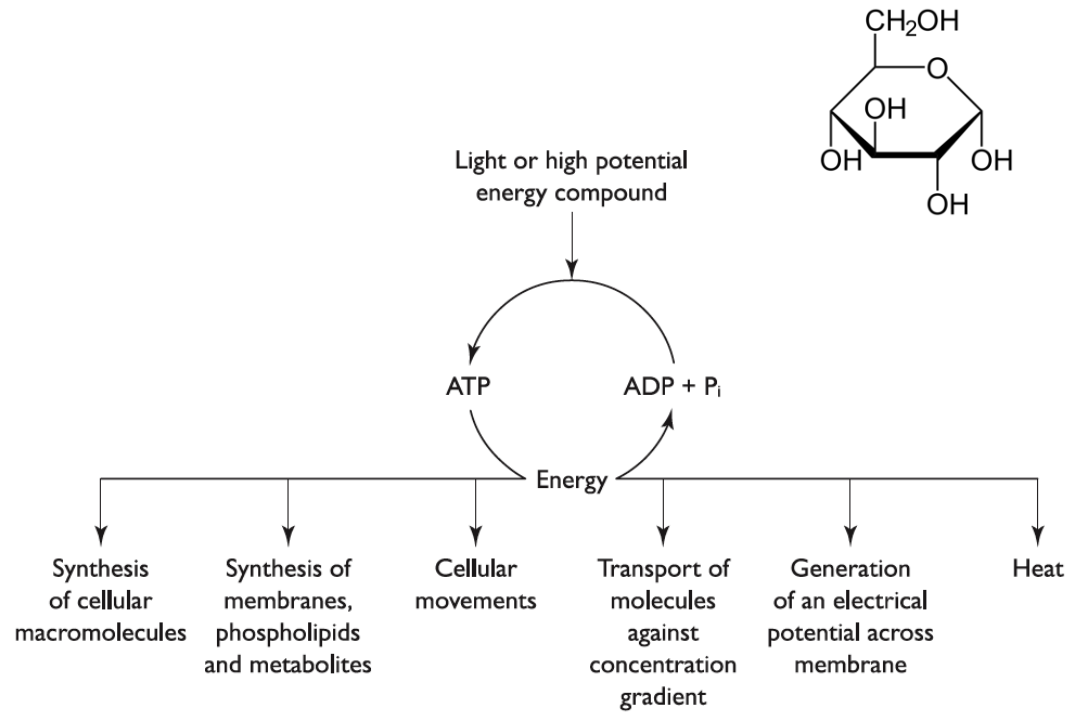 CH₂OH
O
OH
OH
OH
OH
Light or high potential
energy compound
ATP
ADP + Pᵢ
Energy
Synthesis
of cellular
macromolecules
Synthesis of
membranes,
phospholipids
and metabolites
Cellular
movements
Transport of
molecules
against
concentration
gradient
Generation
of an electrical
potential across
membrane
Heat